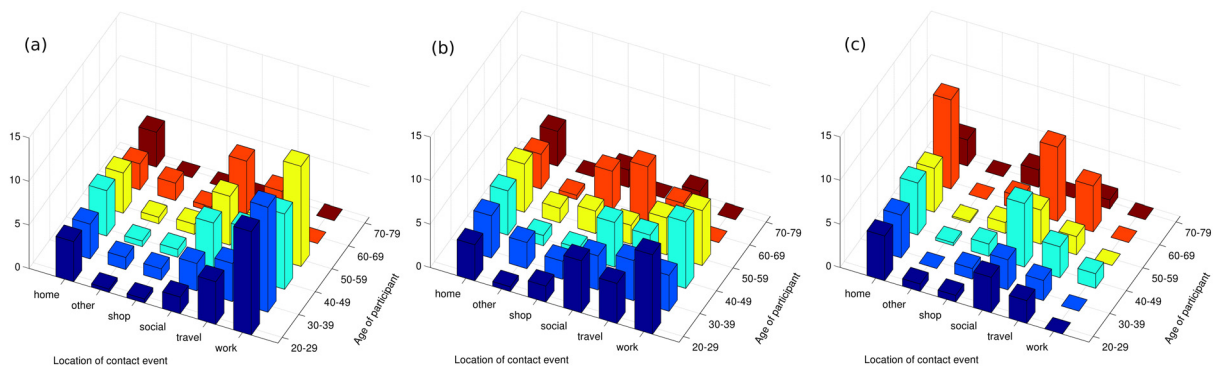 (a)
15
10
5
0
home
other
shop
social
travel
work
Location of contact event
20-29
30-39
40-49
50-59
60-69
70-79
Age of participant
(b)
15
10
5
0
home
other
shop
social
travel
work
Location of contact event
20-29
30-39
40-49
50-59
60-69
70-79
Age of participant
(c)
15
10
5
0
home
other
shop
social
travel
work
Location of contact event
20-29
30-39
40-49
50-59
60-69
70-79
Age of participant